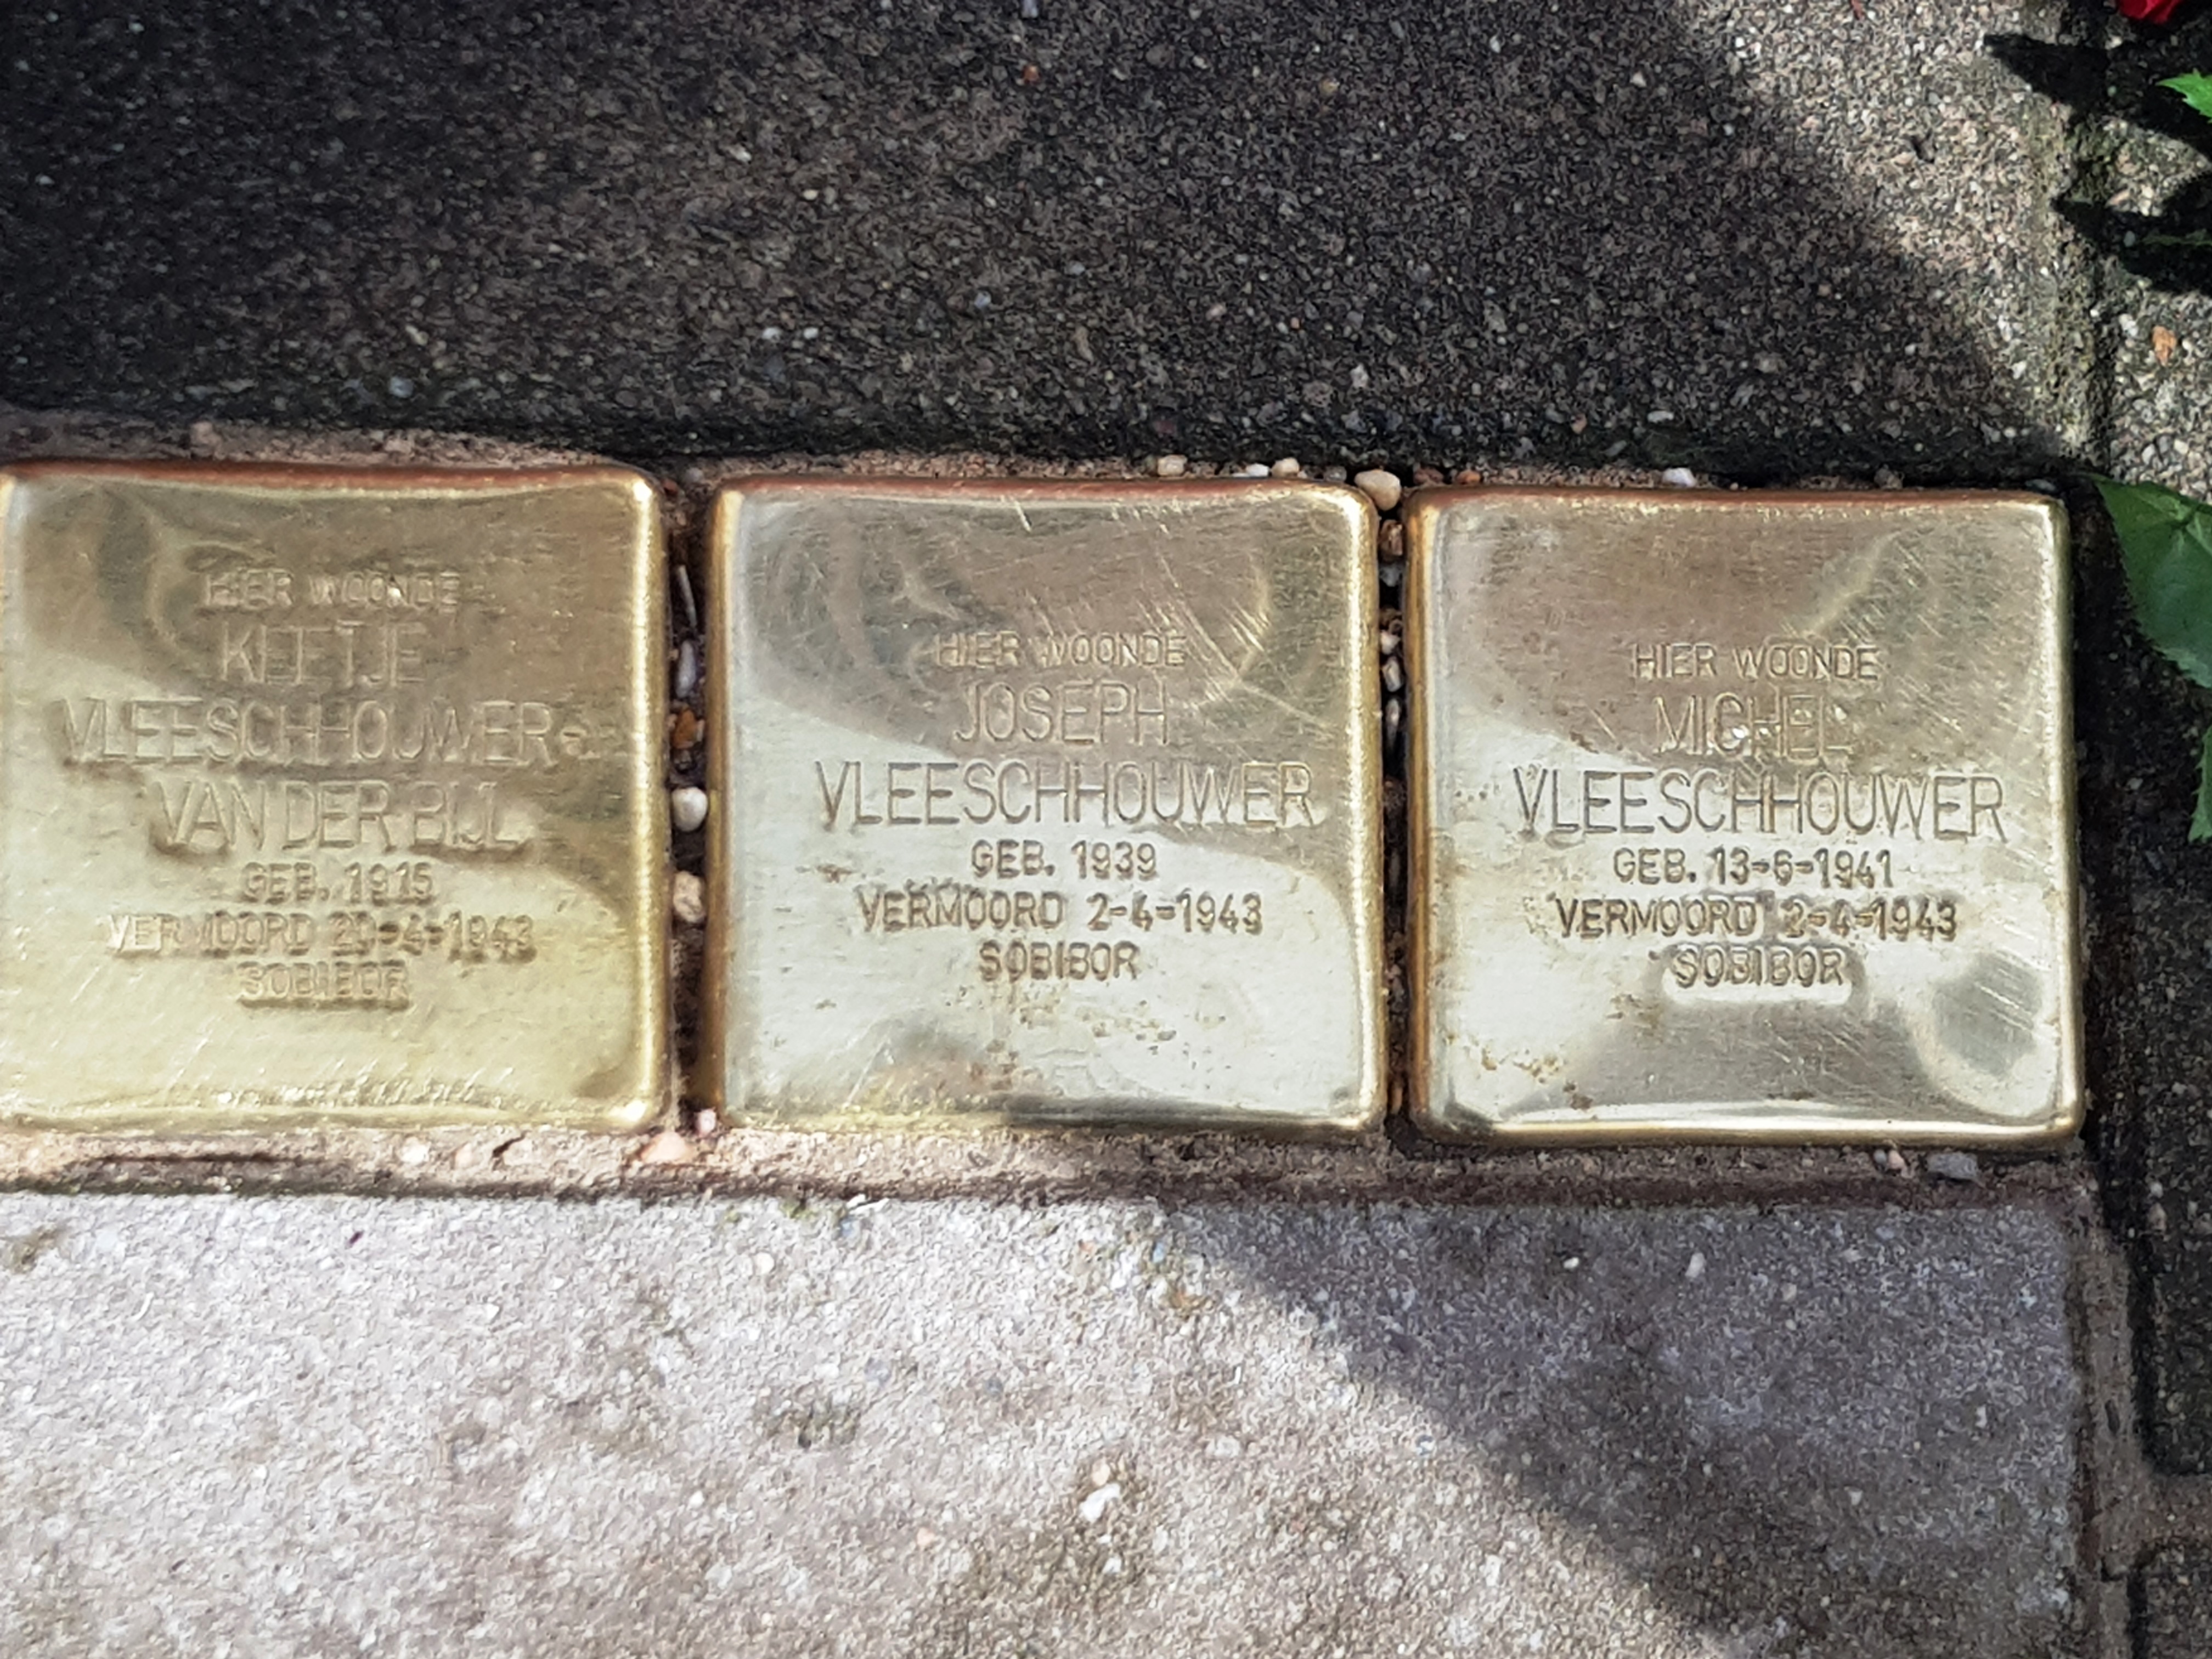 HIER WOONDE
KEETJE
VLEESCHHOUWER-
VAN DER BIJL
GEB. 1915
VERMOORD 20-4-1943
SOBIBOR
HIER WOONDE
JOSEPH
VLEESCHHOUWER
GEB. 1939
VERMOORD 2-4-1943
SOBIBOR
HIER WOONDE
MICHEL
VLEESCHHOUWER
GEB. 13-6-1941
VERMOORD 2-4-1943
SOBIBOR